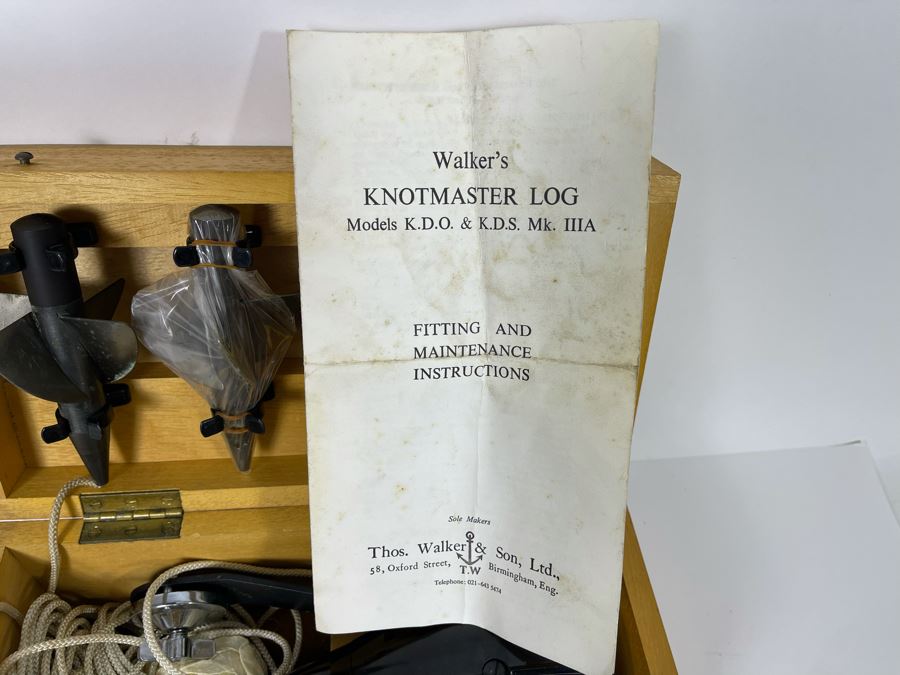 Walker's
KNOTMASTER LOG
Models K.D.O. & K.D.S. Mk. IIIA
FITTING AND
MAINTENANCE
INSTRUCTIONS
Sole Makers
Thos. Walker & Son, Ltd.,
58, Oxford Street, T.W Birmingham, Eng.
Telephone: 021-643 5474